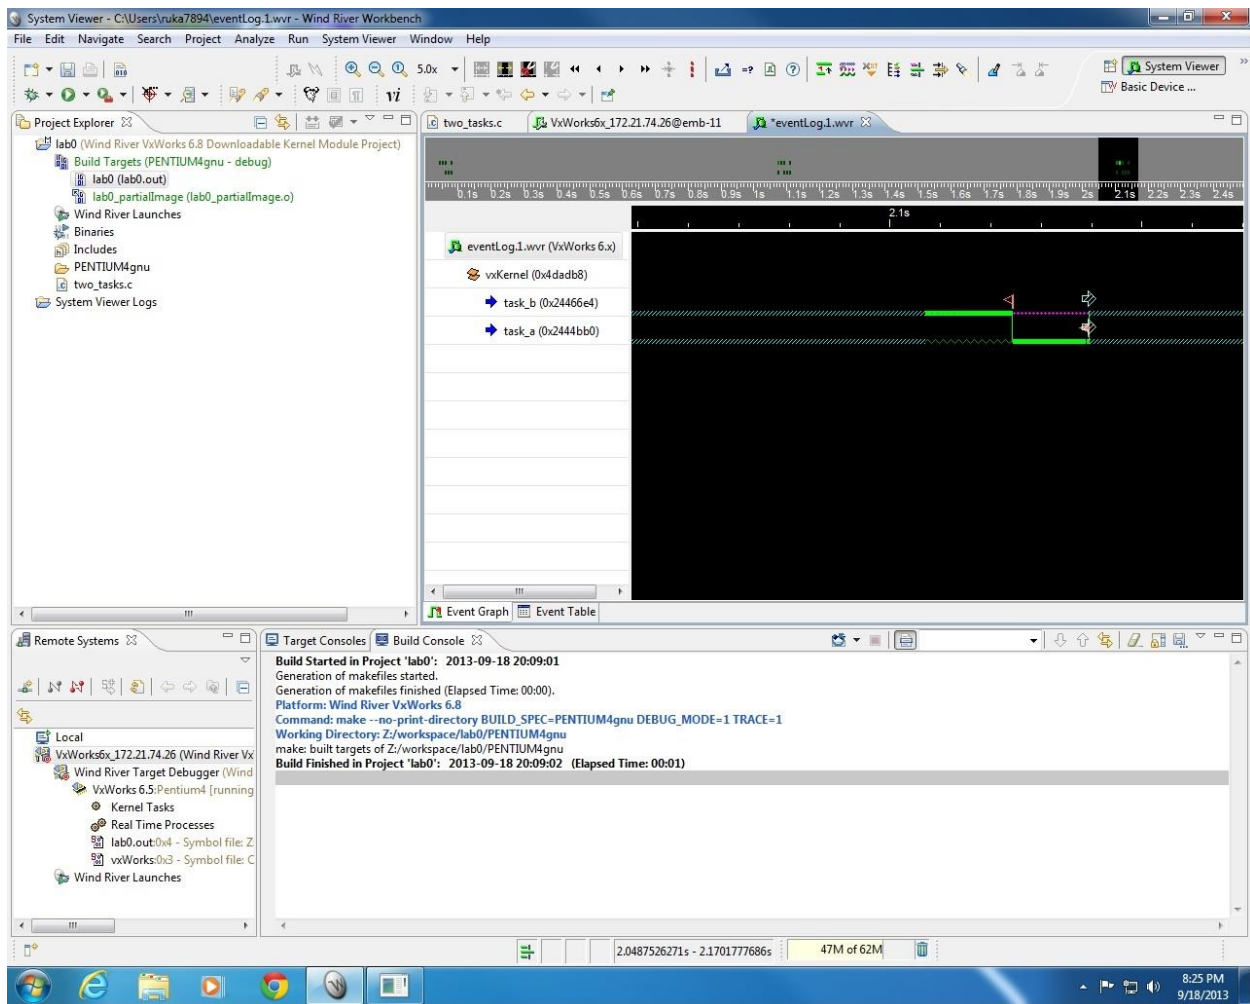 System Viewer - C:\Users\ruka7894\eventLog.1.wvr - Wind River Workbench
File Edit Navigate Search Project Analyze Run System Viewer Window Help
5.0x
System Viewer
Basic Device ...
Project Explorer
lab0 (Wind River VxWorks 6.8 Downloadable Kernel Module Project)
Build Targets (PENTIUM4gnu - debug)
lab0 (lab0.out)
lab0_partialImage (lab0_partialImage.o)
Wind River Launches
Binaries
Includes
PENTIUM4gnu
two_tasks.c
System Viewer Logs
two_tasks.c VxWorks6x_172.21.74.26@emb-11 *eventLog.1.wvr
0.1s 0.2s 0.3s 0.4s 0.5s 0.6s 0.7s 0.8s 0.9s 1s 1.1s 1.2s 1.3s 1.4s 1.5s 1.6s 1.7s 1.8s 1.9s 2s 2.1s 2.2s 2.3s 2.4s
2.1s
eventLog.1.wvr (VxWorks 6.x)
vxKernel (0x4dadb8)
task_b (0x24466e4)
task_a (0x2444bb0)
Event Graph Event Table
Remote Systems
Local
VxWorks6x_172.21.74.26 (Wind River Vx
Wind River Target Debugger (Wind
VxWorks 6.5:Pentium4 [running
Kernel Tasks
Real Time Processes
lab0.out:0x4 - Symbol file: Z
vxWorks:0x3 - Symbol file: C
Wind River Launches
Target Consoles Build Console
Build Started in Project 'lab0': 2013-09-18 20:09:01
Generation of makefiles started.
Generation of makefiles finished (Elapsed Time: 00:00).
Platform: Wind River VxWorks 6.8
Command: make --no-print-directory BUILD_SPEC=PENTIUM4gnu DEBUG_MODE=1 TRACE=1
Working Directory: Z:/workspace/lab0/PENTIUM4gnu
make: built targets of Z:/workspace/lab0/PENTIUM4gnu
Build Finished in Project 'lab0': 2013-09-18 20:09:02 (Elapsed Time: 00:01)
2.0487526271s - 2.1701777686s 47M of 62M
8:25 PM
9/18/2013